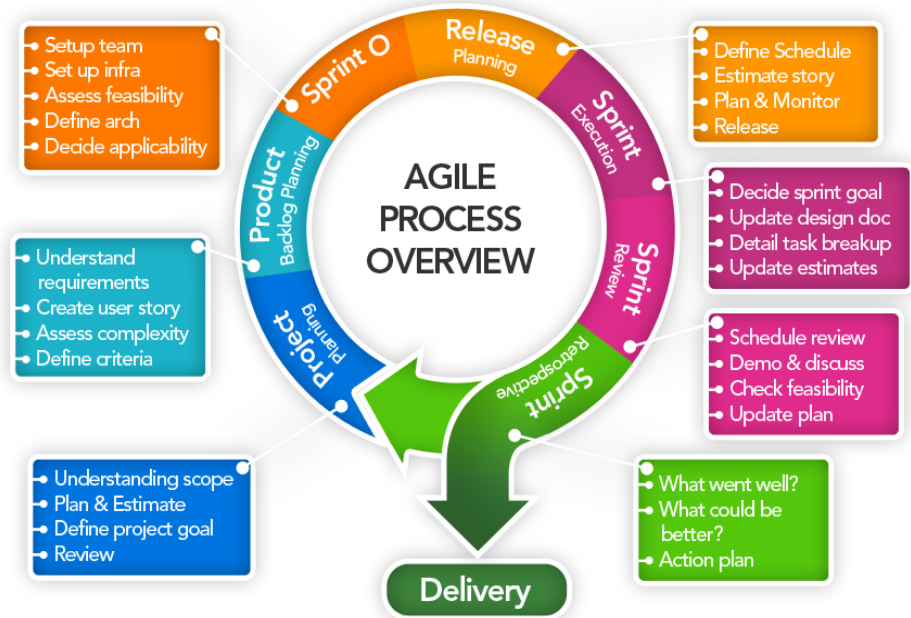 Setup team
Set up infra
Assess feasibility
Define arch
Decide applicability
Sprint O
Release
Planning
Define Schedule
Estimate story
Plan & Monitor
Release
Sprint
Execution
Decide sprint goal
Update design doc
Detail task breakup
Update estimates
Product
Backlog Planning
AGILE
PROCESS
OVERVIEW
Sprint
Review
Understand
requirements
Create user story
Assess complexity
Define criteria
Schedule review
Demo & discuss
Check feasibility
Update plan
Project
Planning
Sprint
Retrospective
Understanding scope
Plan & Estimate
Define project goal
Review
What went well?
What could be
better?
Action plan
Delivery